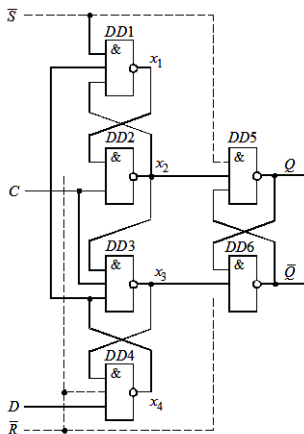 S̅
DD1
&
x₁
DD2
&
x₂
DD5
&
Q
C
DD3
&
x₃
DD6
&
Q̅
DD4
&
x₄
D
R̅